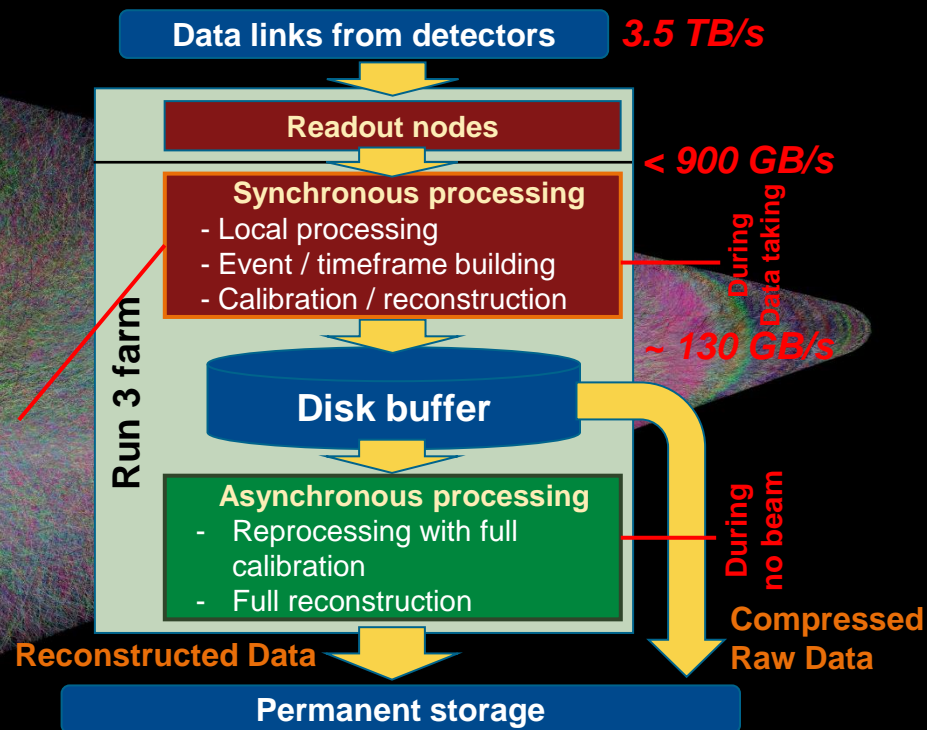 Data links from detectors
3.5 TB/s
Readout nodes
< 900 GB/s
Synchronous processing
- Local processing
- Event / timeframe building
- Calibration / reconstruction
During
Data taking
~ 130 GB/s
Run 3 farm
Disk buffer
Asynchronous processing
- Reprocessing with full
calibration
- Full reconstruction
During
no beam
Compressed
Raw Data
Reconstructed Data
Permanent storage